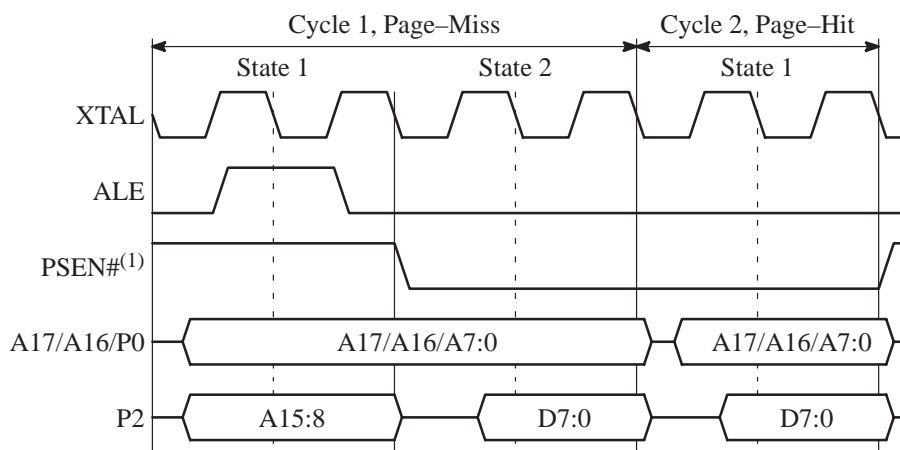 Cycle 1, Page–Miss Cycle 2, Page–Hit
State 1 State 2 State 1
XTAL
ALE
PSEN#(1)
A17/A16/P0 A17/A16/A7:0 A17/A16/A7:0
P2 A15:8 D7:0 D7:0